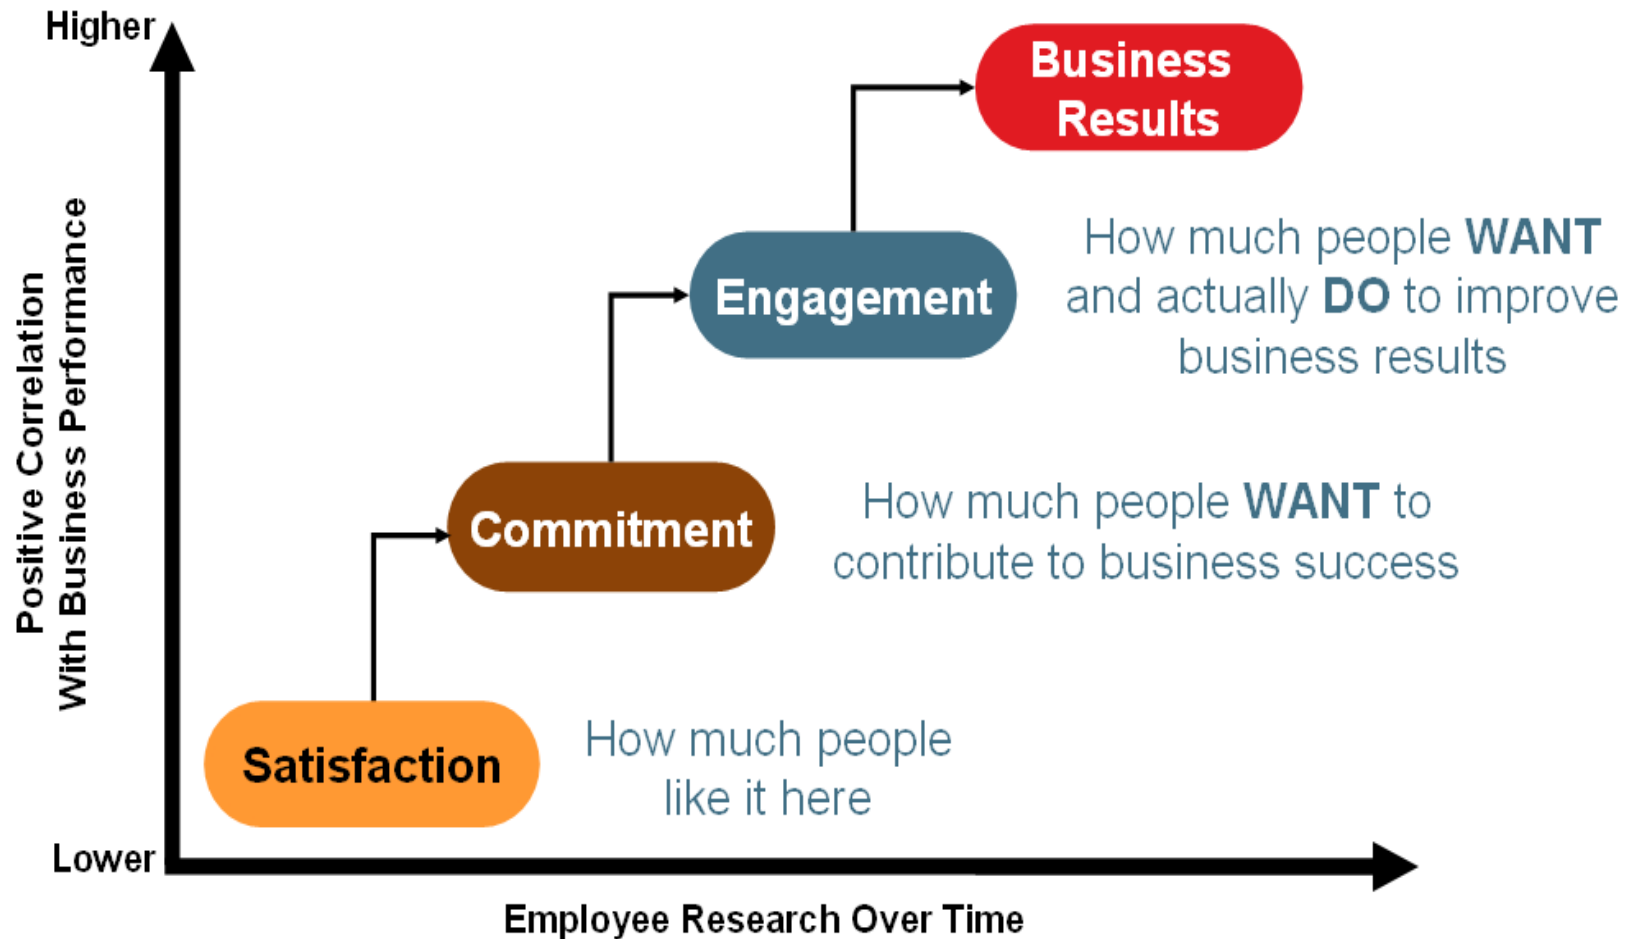 Higher
Business
Results
Positive Correlation
With Business Performance
How much people WANT
and actually DO to improve
business results
Engagement
How much people WANT to
contribute to business success
Commitment
Satisfaction
How much people
like it here
Lower
Employee Research Over Time